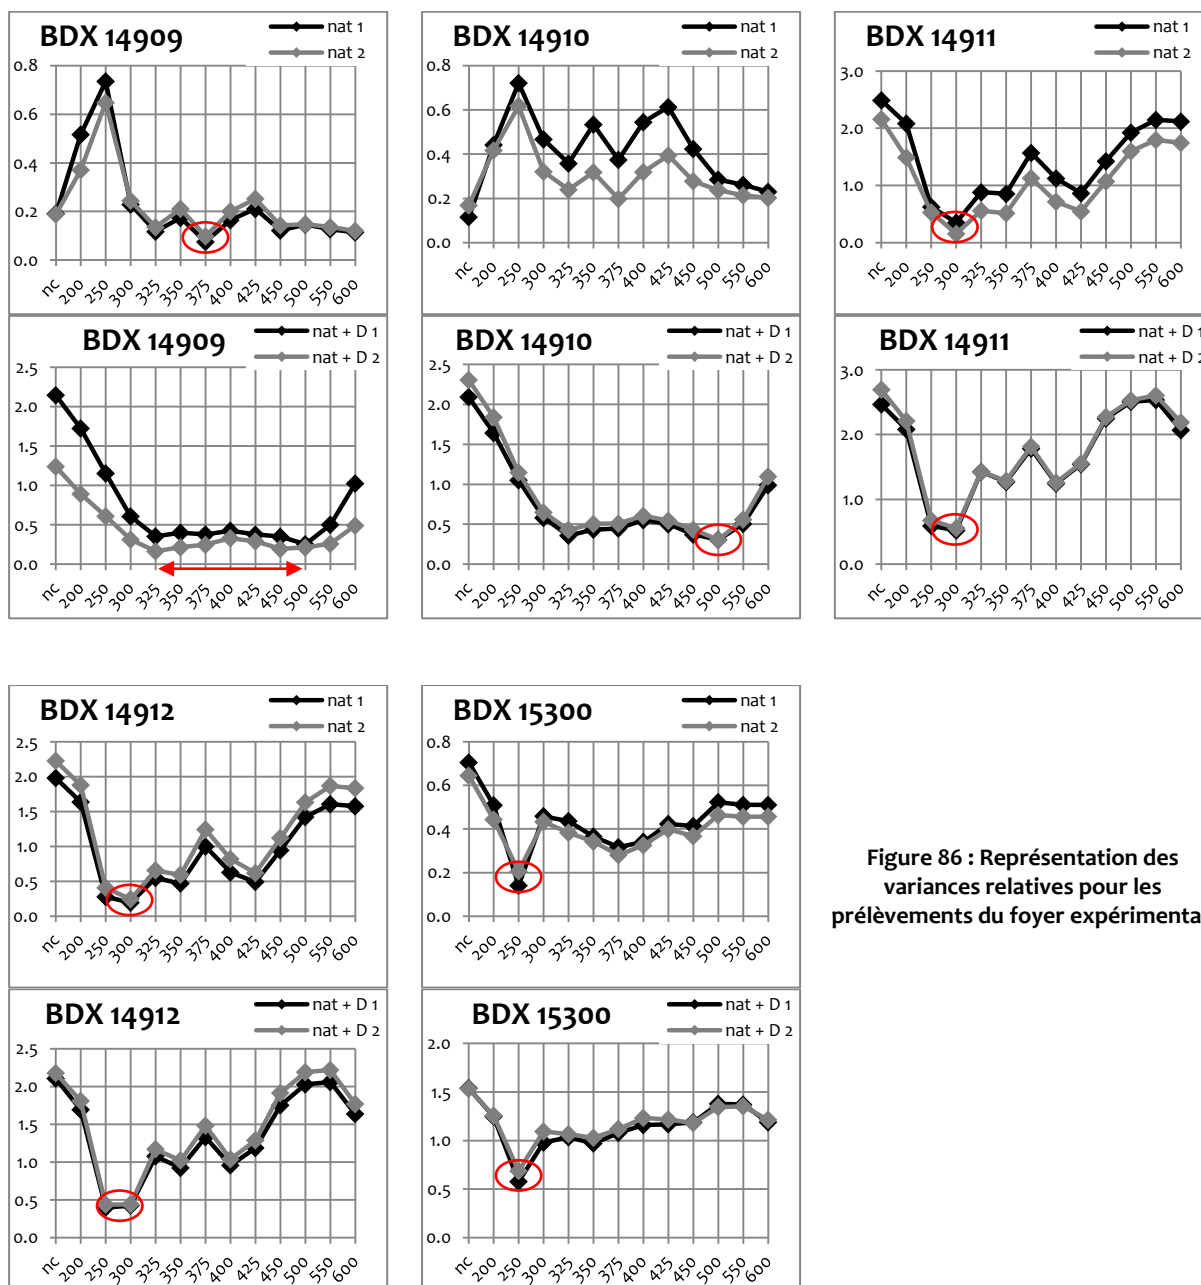 BDX 14909
nat 1
nat 2
0.8
0.6
0.4
0.2
0.0
nc 200 250 300 325 350 375 400 425 450 500 550 600
BDX 14910
nat 1
nat 2
0.8
0.6
0.4
0.2
0.0
nc 200 250 300 325 350 375 400 425 450 500 550 600
BDX 14911
nat 1
nat 2
3.0
2.0
1.0
0.0
nc 200 250 300 325 350 375 400 425 450 500 550 600
BDX 14909
nat + D 1
nat + D 2
2.5
2.0
1.5
1.0
0.5
0.0
nc 200 250 300 325 350 375 400 425 450 500 550 600
BDX 14910
nat + D 1
nat + D 2
2.5
2.0
1.5
1.0
0.5
0.0
nc 200 250 300 325 350 375 400 425 450 500 550 600
BDX 14911
nat + D 1
nat + D 2
3.0
2.0
1.0
0.0
nc 200 250 300 325 350 375 400 425 450 500 550 600
BDX 14912
nat 1
nat 2
2.5
2.0
1.5
1.0
0.5
0.0
nc 200 250 300 325 350 375 400 425 450 500 550 600
BDX 15300
nat 1
nat 2
0.8
0.6
0.4
0.2
0.0
nc 200 250 300 325 350 375 400 425 450 500 550 600
Figure 86 : Représentation des
variances relatives pour les
prélèvements du foyer expérimenta
BDX 14912
nat + D 1
nat + D 2
2.5
2.0
1.5
1.0
0.5
0.0
nc 200 250 300 325 350 375 400 425 450 500 550 600
BDX 15300
nat + D 1
nat + D 2
2.0
1.5
1.0
0.5
0.0
nc 200 250 300 325 350 375 400 425 450 500 550 600